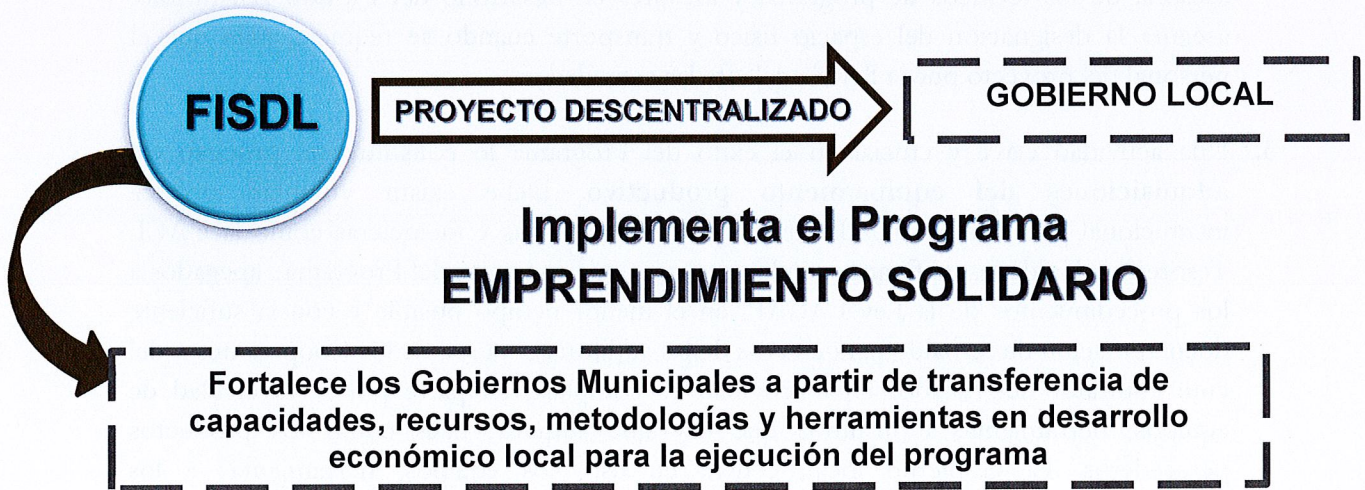 FISDL
PROYECTO DESCENTRALIZADO
GOBIERNO LOCAL
Implementa el Programa
EMPRENDIMIENTO SOLIDARIO
Fortalece los Gobiernos Municipales a partir de transferencia de
capacidades, recursos, metodologías y herramientas en desarrollo
económico local para la ejecución del programa